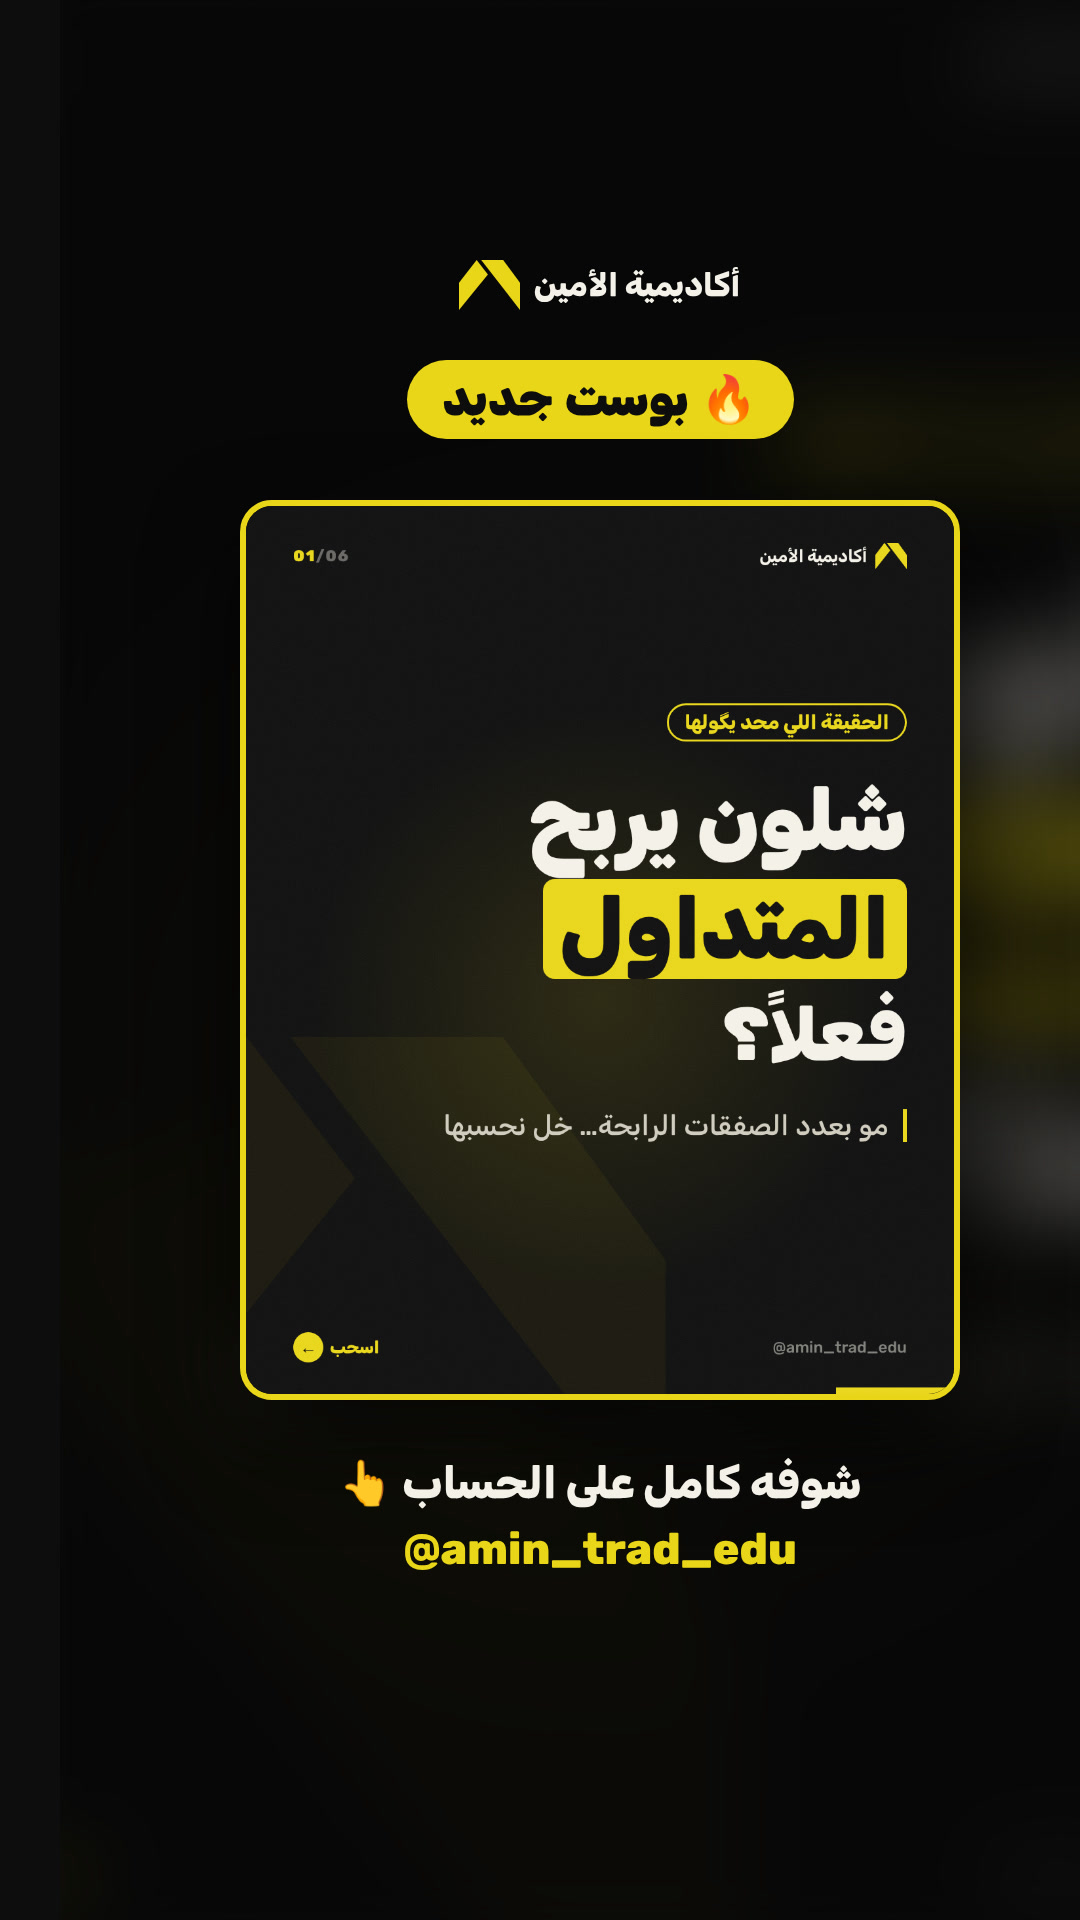 أكاديمية الأمين
🔥 بوست جديد
أكاديمية الأمين
01/06
الحقيقة اللي محد يگولها
شلون يربح
المتداول
فعلاً؟
مو بعدد الصفقات الرابحة... خل نحسبها
@amin_trad_edu
اسحب ←
شوفه كامل على الحساب 👆
@amin_trad_edu